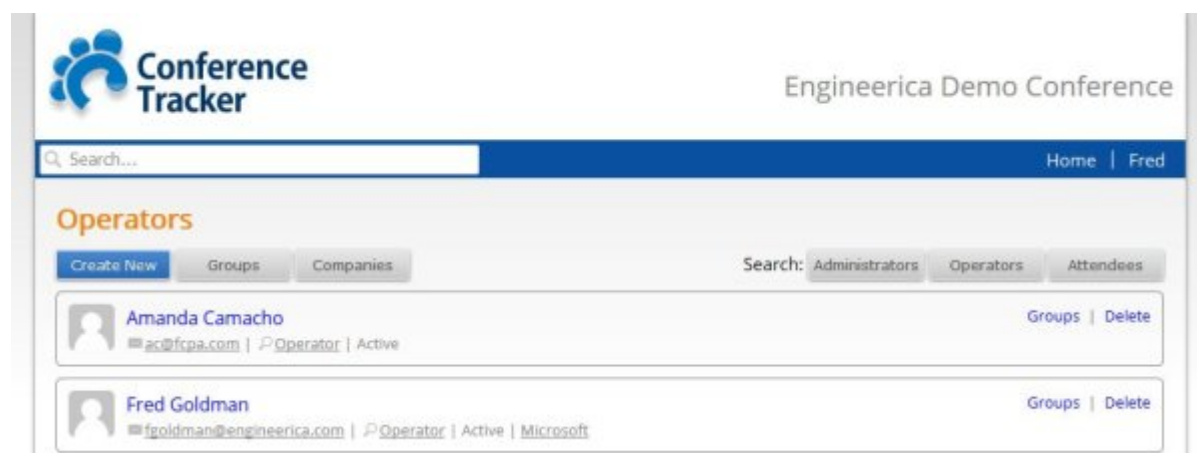 Conference
Tracker
Engineerica Demo Conference
Search...
Home | Fred
Operators
Create New Groups Companies Search: Administrators Operators Attendees
Amanda Camacho Groups | Delete
ac@fcpa.com | Operator | Active
Fred Goldman Groups | Delete
fgoldman@engineerica.com | Operator | Active | Microsoft